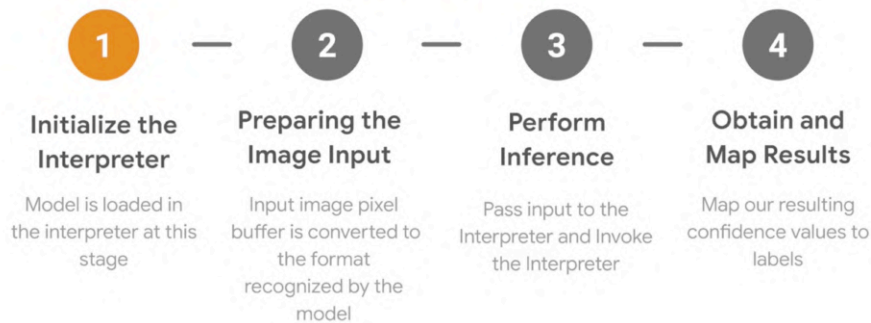 1
2
3
4
Initialize the
Interpreter
Model is loaded in
the interpreter at this
stage
Preparing the
Image Input
Input image pixel
buffer is converted to
the format
recognized by the
model
Perform
Inference
Pass input to the
Interpreter and Invoke
the Interpreter
Obtain and
Map Results
Map our resulting
confidence values to
labels